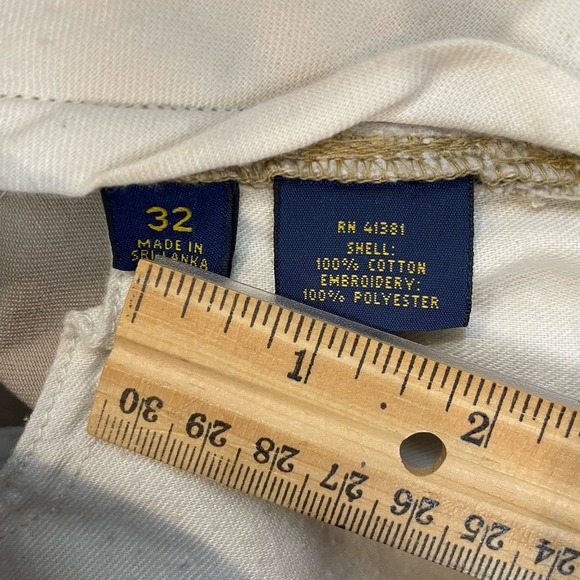 32
MADE IN
SRI LANKA
RN 41381
SHELL:
100% COTTON
EMBROIDERY:
100% POLYESTER
1
2
30
29
28
27
26
25